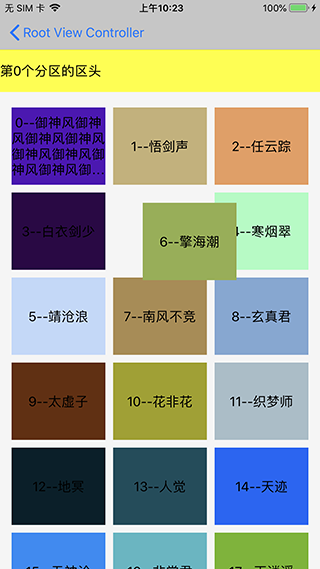 无 SIM 卡 上午10:23 100%
Root View Controller
第0个分区的区头
0--御神风御神
风御神风御神风
御神风御神风御
神风御神风御…
1--悟剑声
2--任云踪
3--白衣剑少
6--擎海潮
4--寒烟翠
5--靖沧浪
7--南风不竞
8--玄真君
9--太虚子
10--花非花
11--织梦师
12--地冥
13--人觉
14--天迹